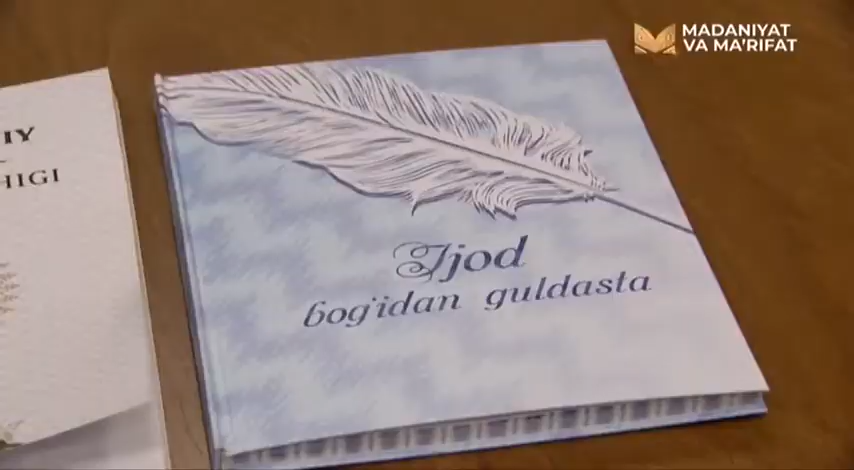 MADANIYAT
VA MA'RIFAT
IY
HIGI
Ijod
bog'idan guldasta